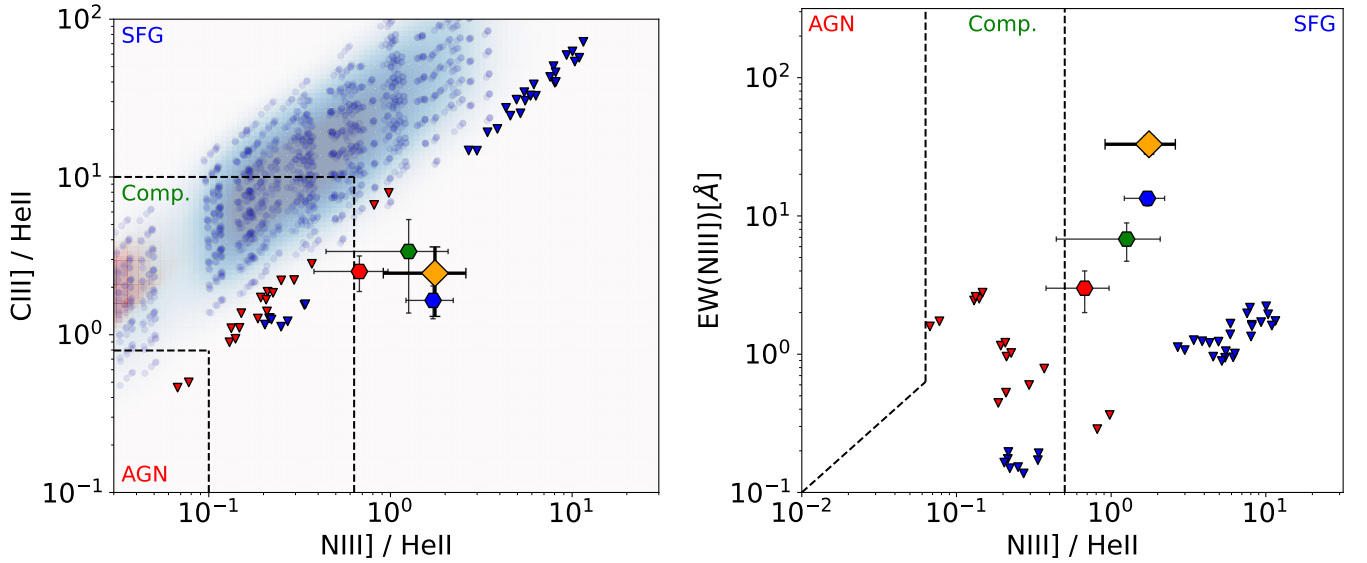 SFG
Comp.
AGN
10²
10¹
10⁰
10⁻¹
CIII] / HeII
10⁻¹
10⁰
10¹
NIII] / HeII
AGN
Comp.
SFG
10²
10¹
10⁰
10⁻¹
EW(NIII])[Å]
10⁻²
10⁻¹
10⁰
10¹
NIII] / HeII